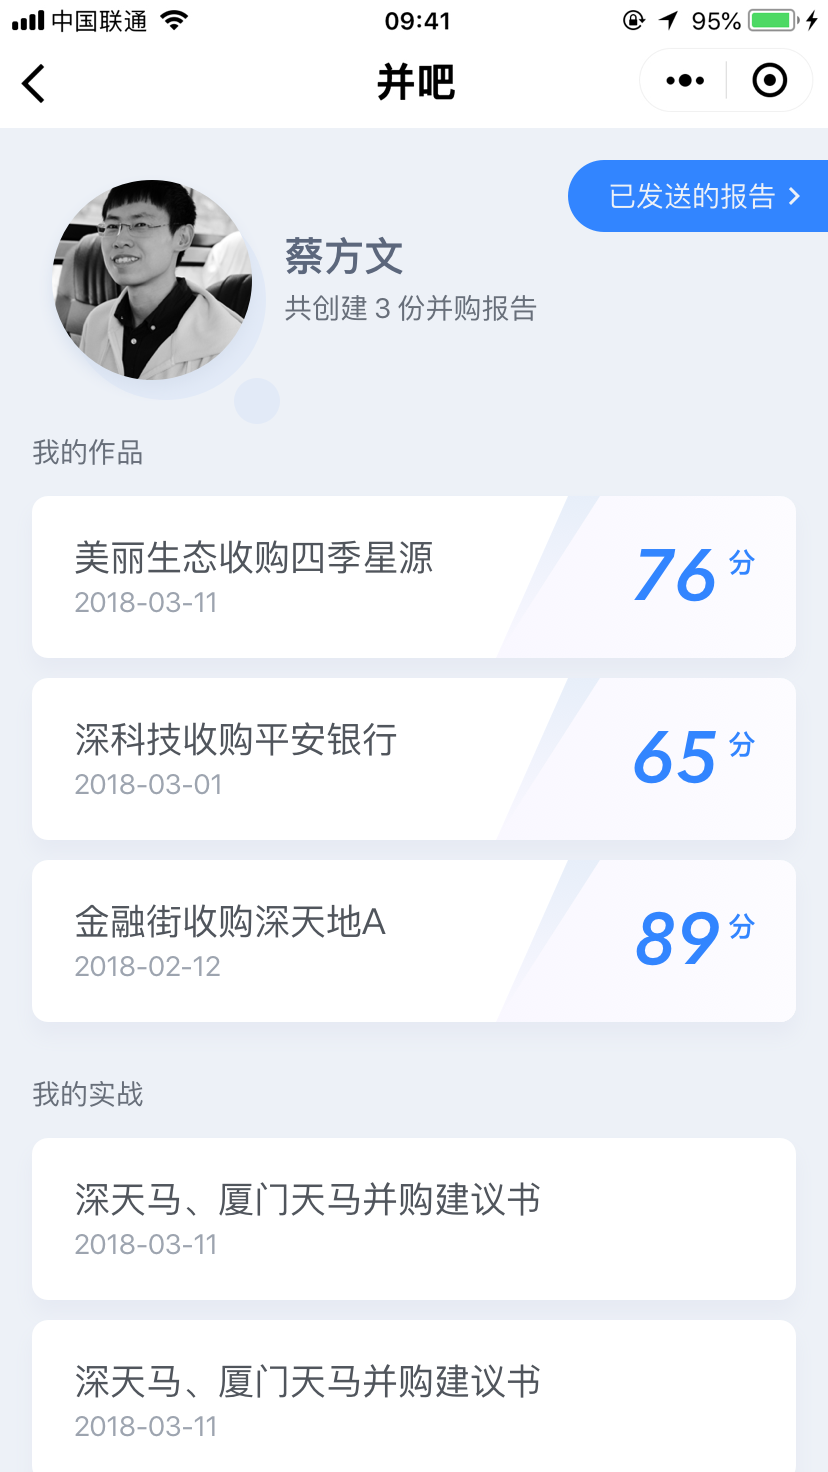 中国联通 09:41 95%
并吧
已发送的报告
蔡方文
共创建 3 份并购报告
我的作品
美丽生态收购四季星源
2018-03-11
76 分
深科技收购平安银行
2018-03-01
65 分
金融街收购深天地A
2018-02-12
89 分
我的实战
深天马、厦门天马并购建议书
2018-03-11
深天马、厦门天马并购建议书
2018-03-11